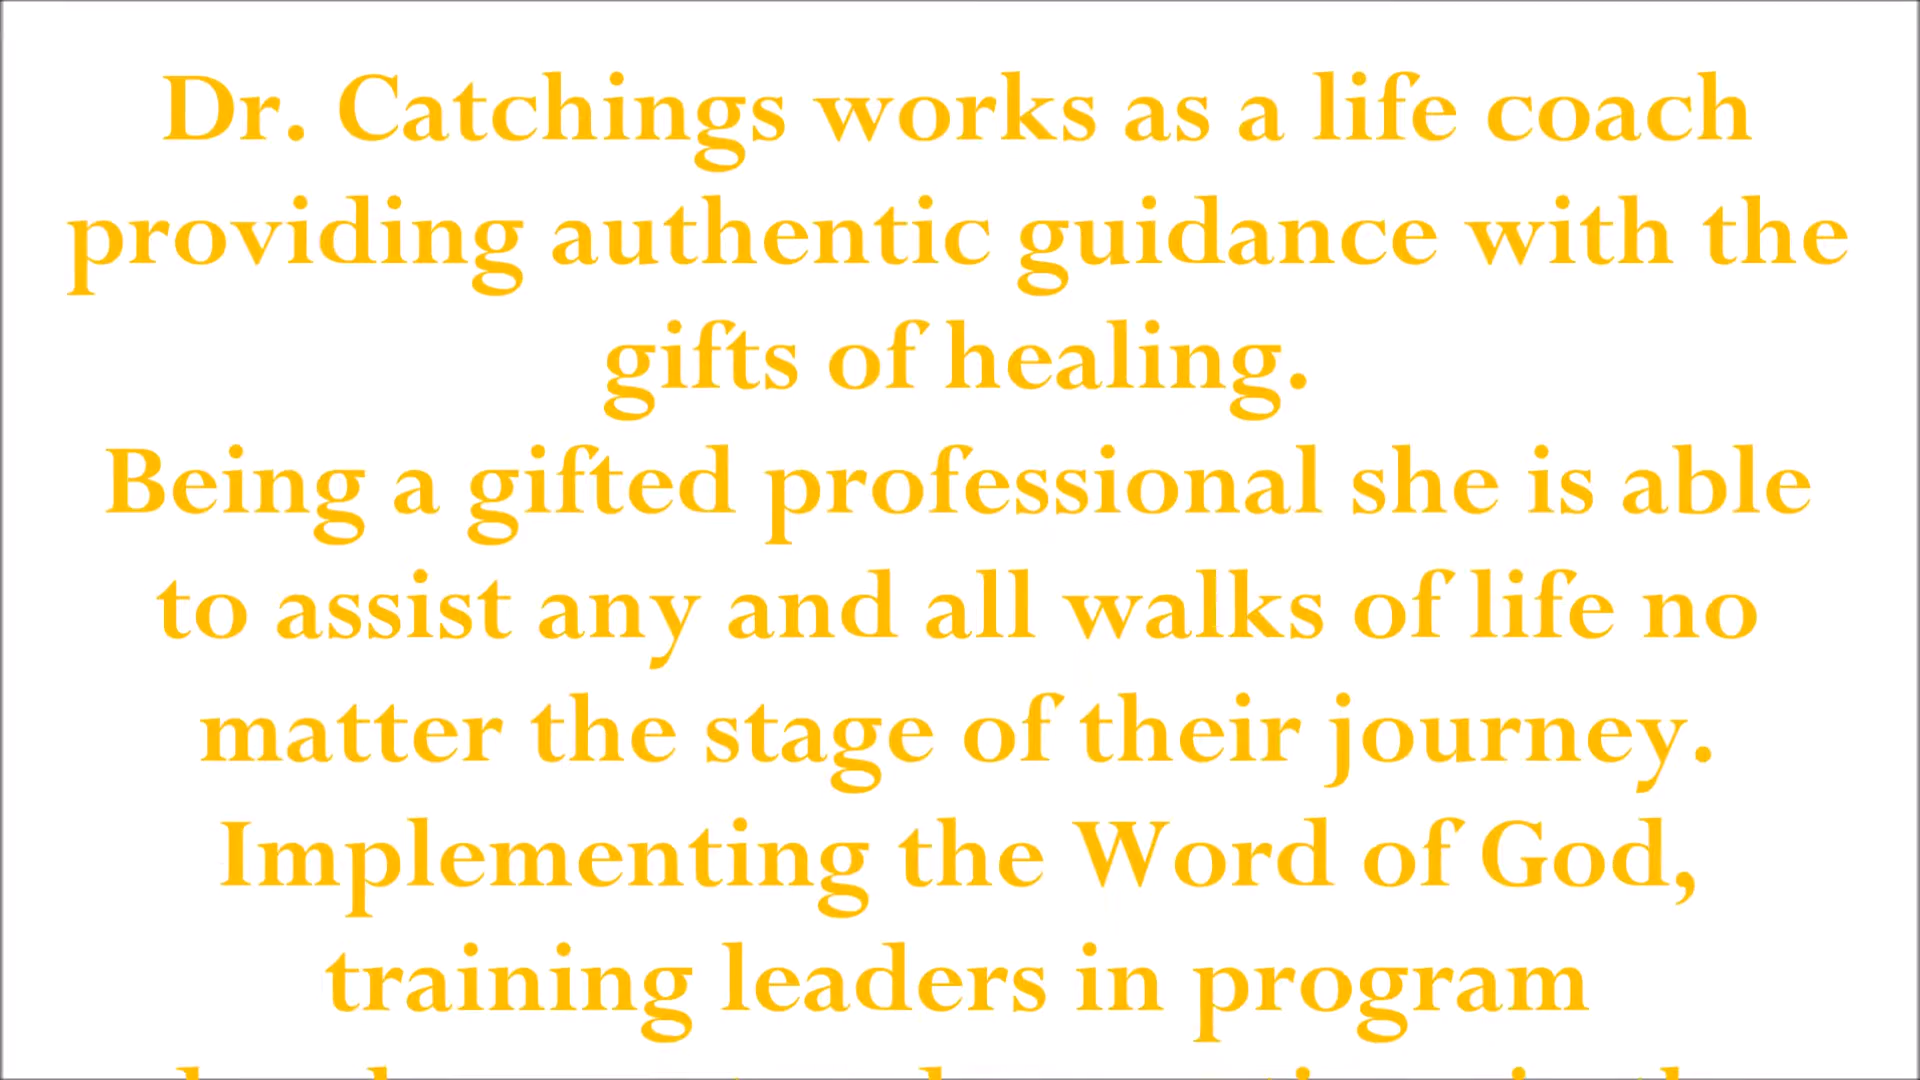 Dr. Catchings works as a life coach
providing authentic guidance with the
gifts of healing.
Being a gifted professional she is able
to assist any and all walks of life no
matter the stage of their journey.
Implementing the Word of God,
training leaders in program